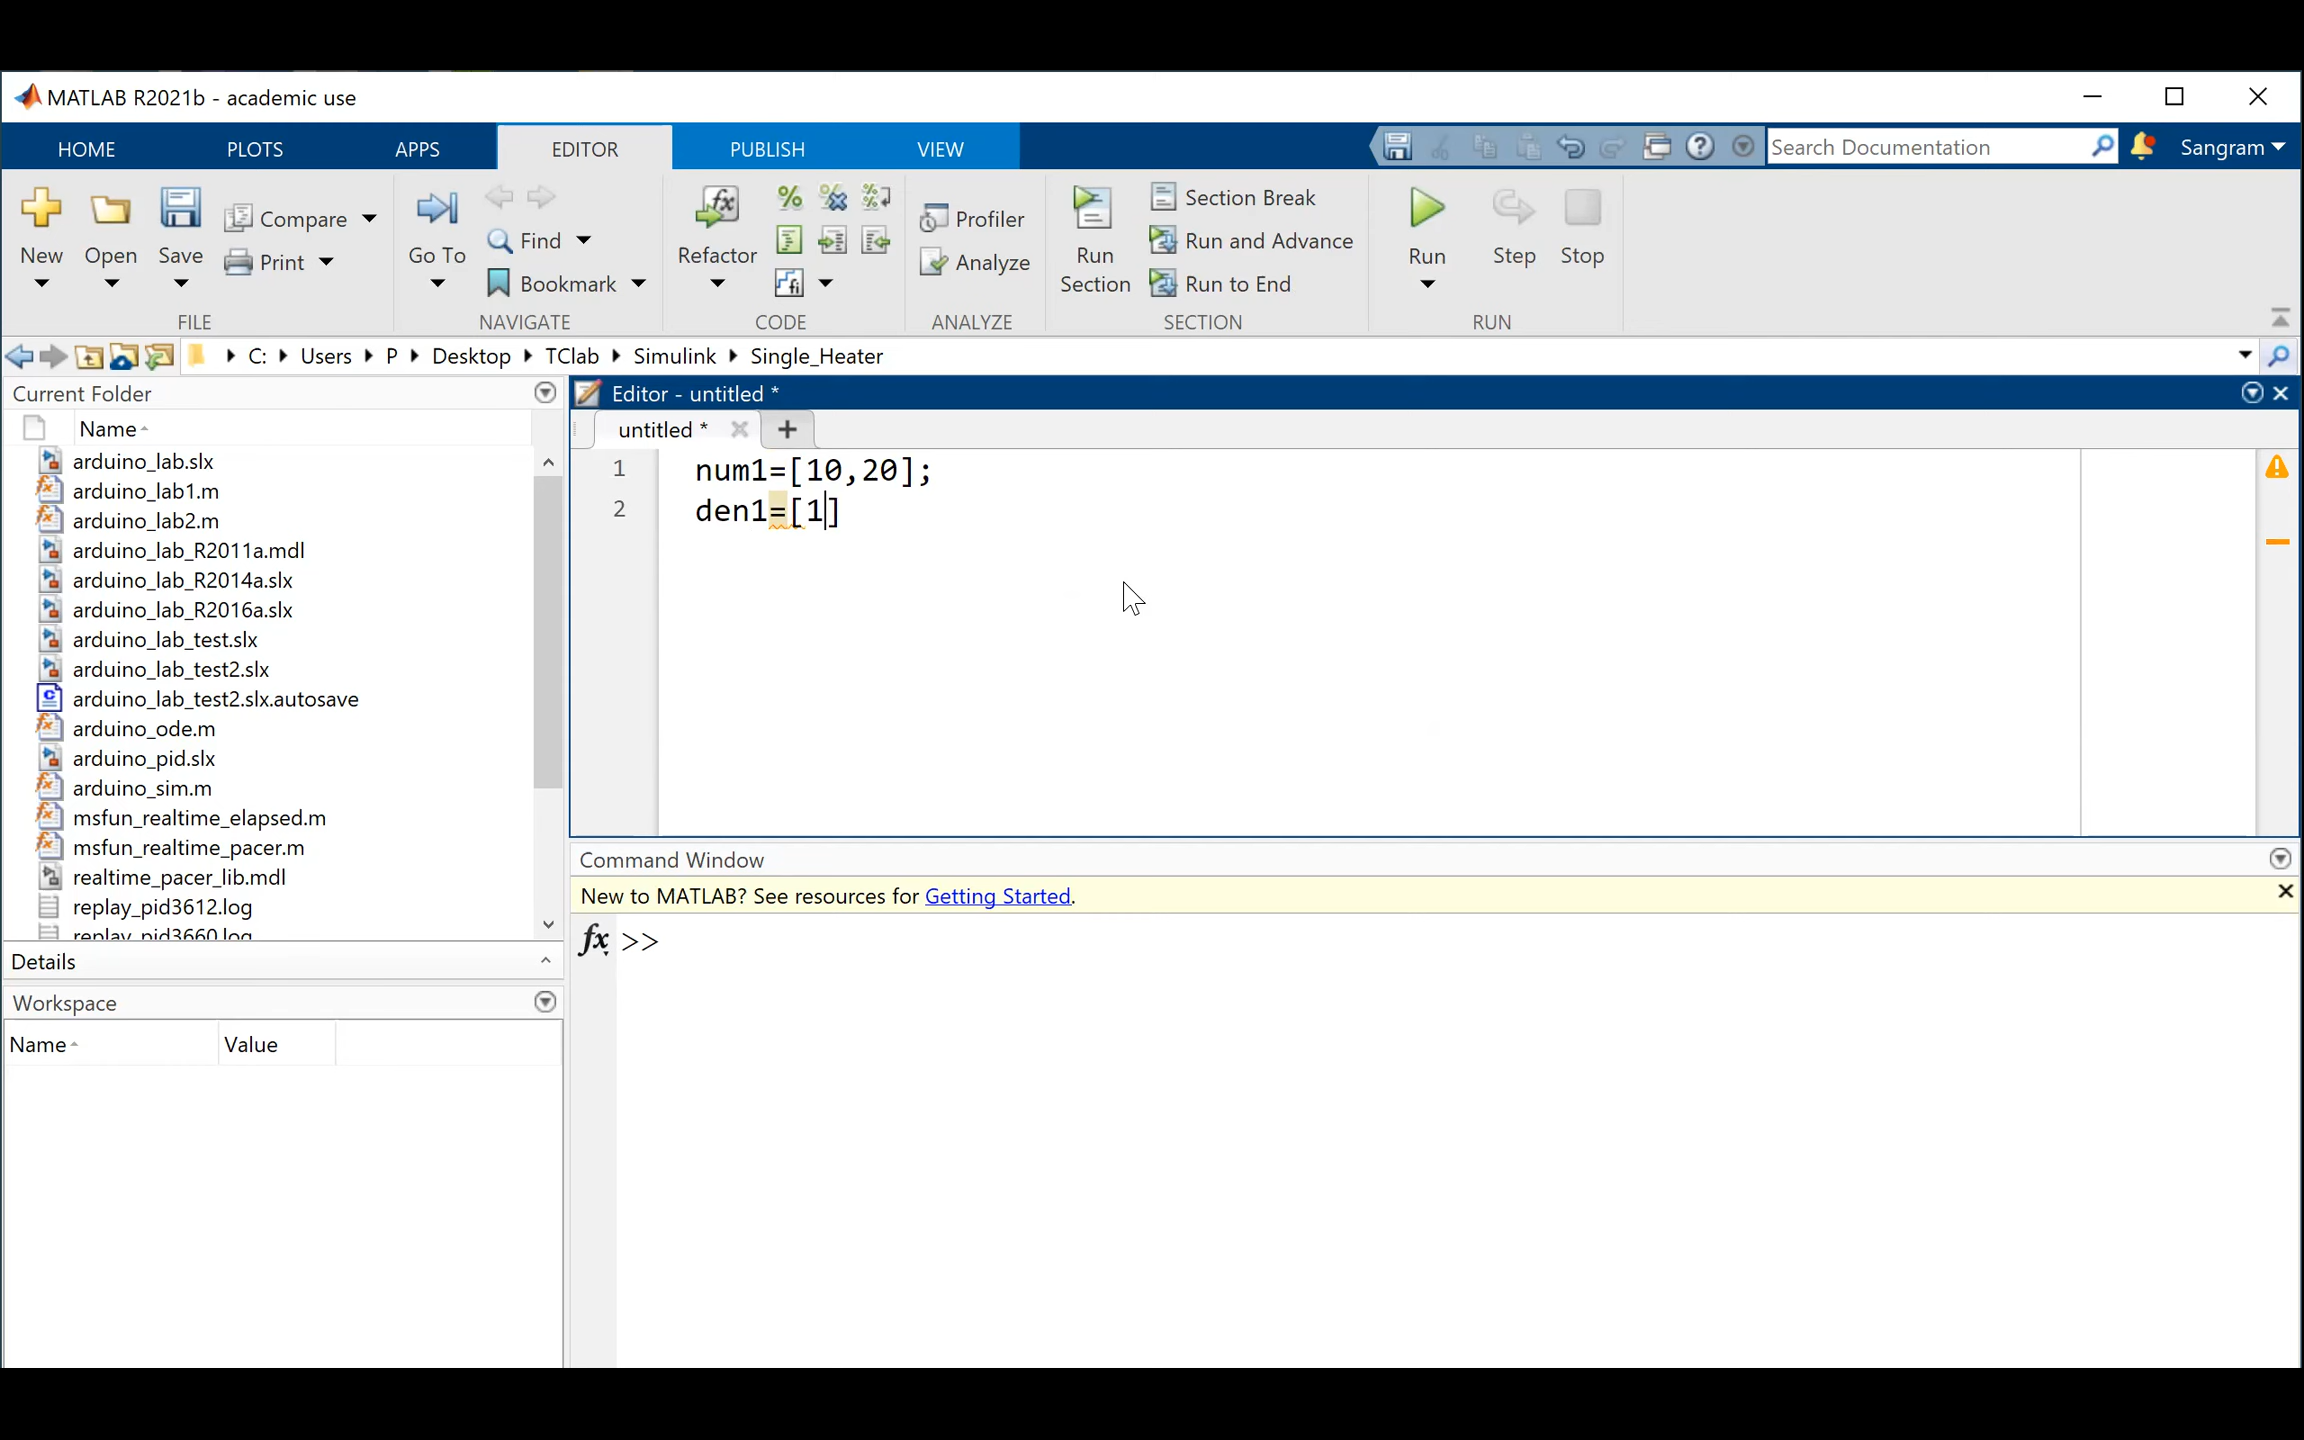 MATLAB R2021b - academic use
HOME PLOTS APPS EDITOR PUBLISH VIEW Search Documentation Sangram
New Open Save Compare Print
FILE
Go To Find Bookmark
NAVIGATE
Refactor
CODE
Profiler
Analyze
ANALYZE
Run Section
Section Break
Run and Advance
Run to End
SECTION
Run Step Stop
RUN
C: Users P Desktop TClab Simulink Single_Heater
Current Folder
Name
arduino_lab.slx
arduino_lab1.m
arduino_lab2.m
arduino_lab_R2011a.mdl
arduino_lab_R2014a.slx
arduino_lab_R2016a.slx
arduino_lab_test.slx
arduino_lab_test2.slx
arduino_lab_test2.slx.autosave
arduino_ode.m
arduino_pid.slx
arduino_sim.m
msfun_realtime_elapsed.m
msfun_realtime_pacer.m
realtime_pacer_lib.mdl
replay_pid3612.log
replay_pid3660.log
Details
Workspace
Name Value
Editor - untitled *
untitled *
1 num1=[10,20];
2 den1=[1]
Command Window
New to MATLAB? See resources for Getting Started.
fx >>